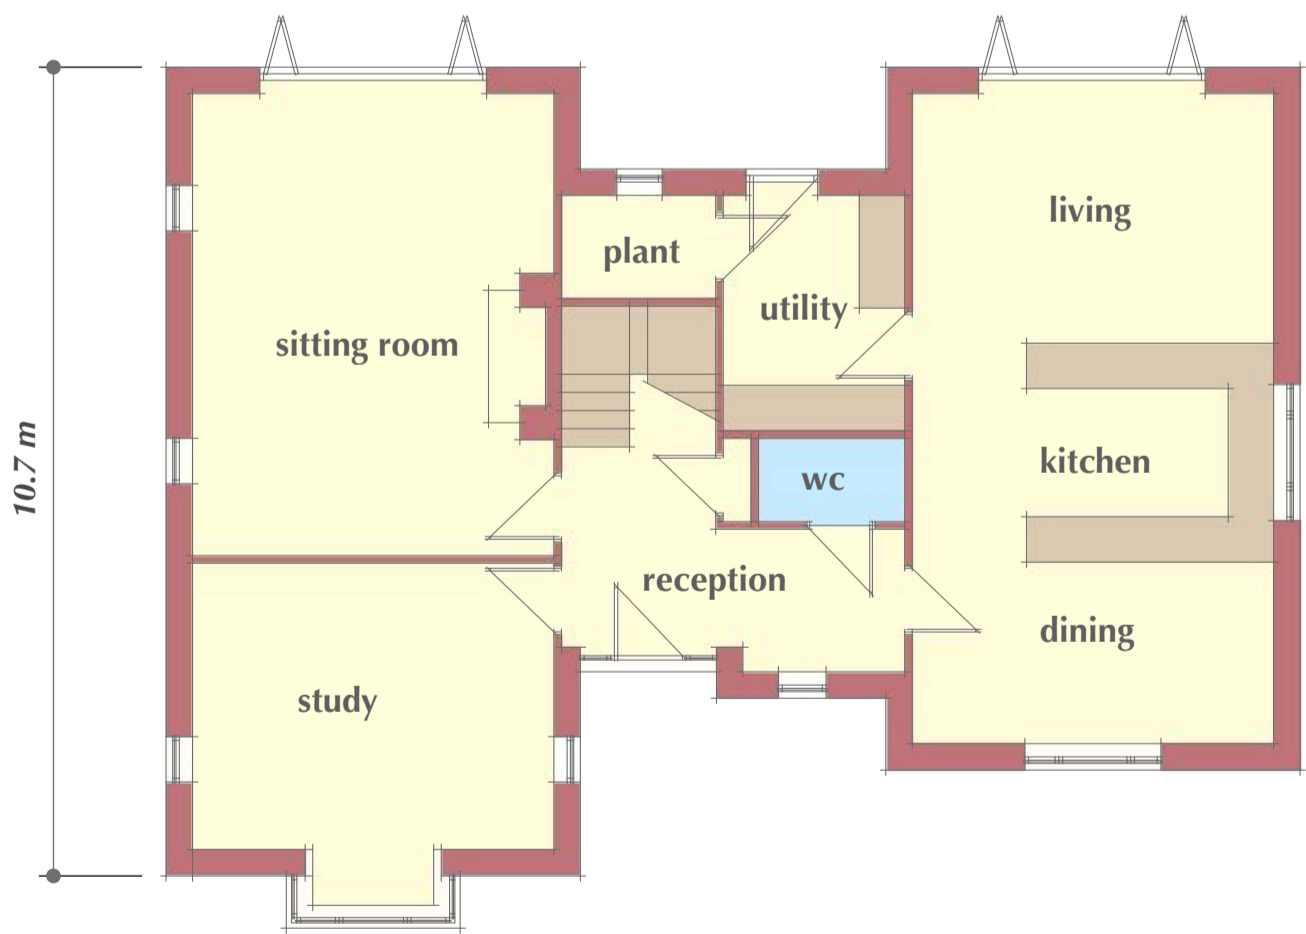 living
plant
utility
sitting room
10.7 m
kitchen
wc
reception
dining
study